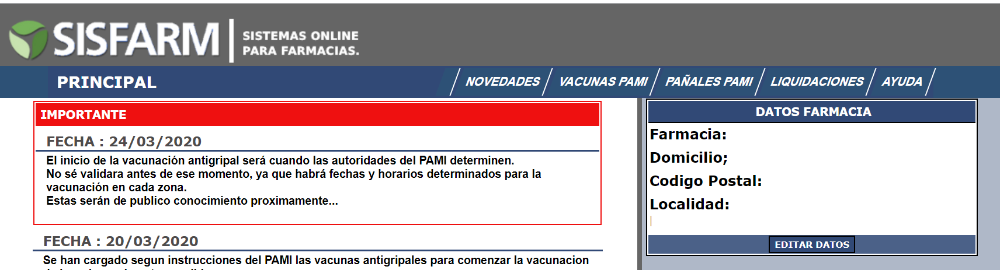 SISFARM
SISTEMAS ONLINE
PARA FARMACIAS.
PRINCIPAL
NOVEDADES
VACUNAS PAMI
PAÑALES PAMI
LIQUIDACIONES
AYUDA
IMPORTANTE
FECHA : 24/03/2020
El inicio de la vacunación antigripal será cuando las autoridades del PAMI determinen.
No sé validara antes de ese momento, ya que habrá fechas y horarios determinados para la
vacunación en cada zona.
Estas serán de publico conocimiento proximamente...
FECHA : 20/03/2020
Se han cargado segun instrucciones del PAMI las vacunas antigripales para comenzar la vacunacion
DATOS FARMACIA
Farmacia:
Domicilio;
Codigo Postal:
Localidad:
EDITAR DATOS